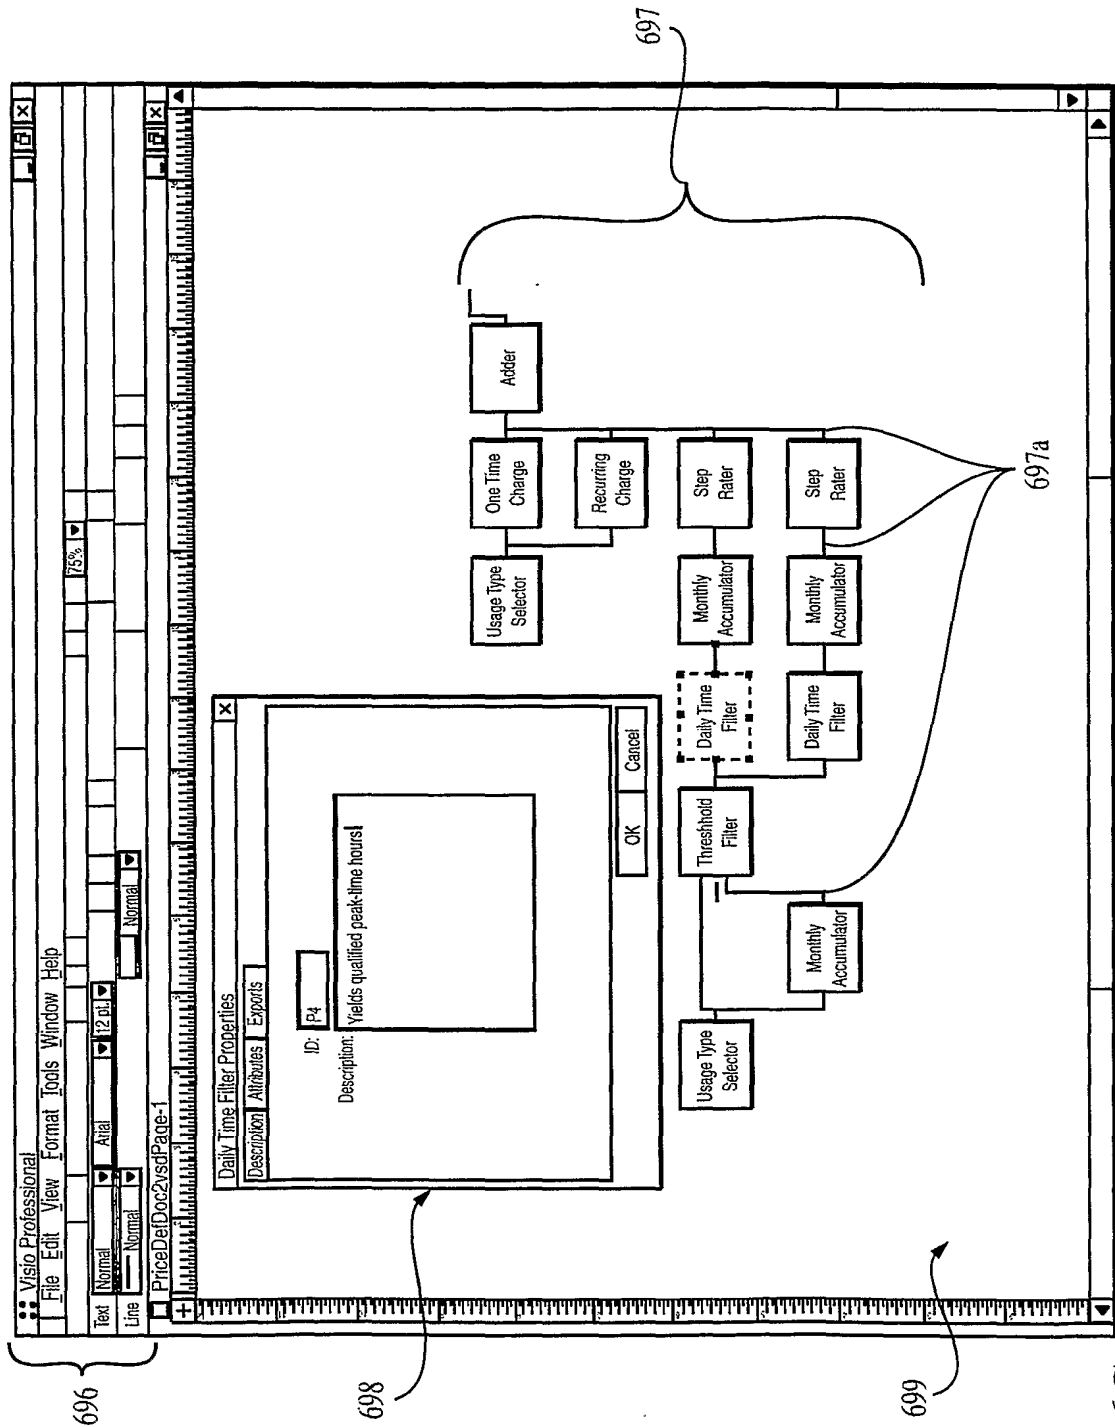 Visio Professional
File Edit View Format Tools Window Help
75%
Text Normal Arial 12 pt.
Line Normal Normal
PriceDefDoc2vsdPage-1
Daily Time Filter Properties
Description Attributes Exports
ID: P4
Description: Yields qualified peak-time hours
OK Cancel
Usage Type
Selector
One Time
Charge
Adder
Recurring
Charge
Usage Type
Selector
Threshhold
Filter
Daily Time
Filter
Monthly
Accumulator
Step
Rater
Monthly
Accumulator
Daily Time
Filter
Monthly
Accumulator
Step
Rater
696
698
699
697
697a